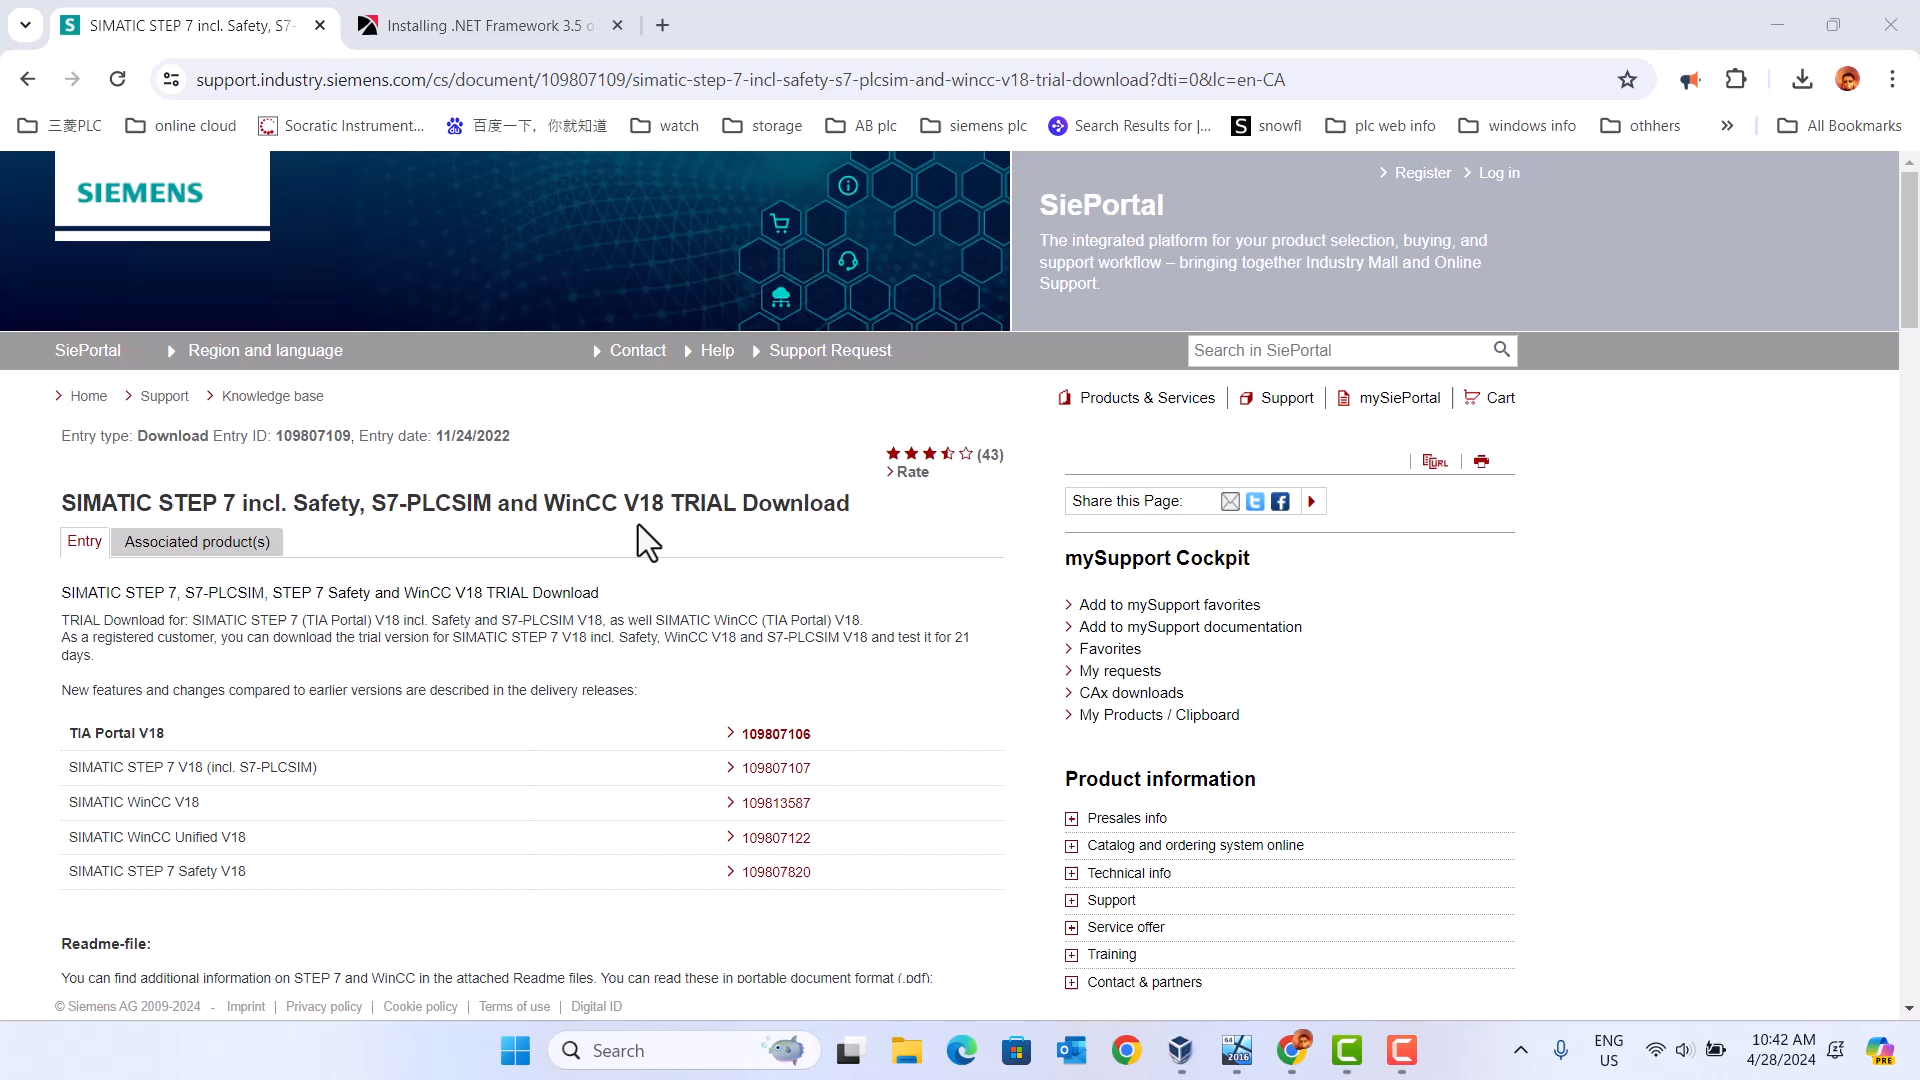 SIMATIC STEP 7 incl. Safety, S7-
Installing .NET Framework 3.5 o
support.industry.siemens.com/cs/document/109807109/simatic-step-7-incl-safety-s7-plcsim-and-wincc-v18-trial-download?dti=0&lc=en-CA
三菱PLC online cloud Socratic Instrument... 百度一下，你就知道 watch storage AB plc siemens plc Search Results for |... snowfl plc web info windows info othhers » All Bookmarks
SIEMENS
Register Log in
SiePortal
The integrated platform for your product selection, buying, and
support workflow – bringing together Industry Mall and Online
Support.
SiePortal Region and language Contact Help Support Request Search in SiePortal
Home Support Knowledge base
Products & Services Support mySiePortal Cart
Entry type: Download Entry ID: 109807109, Entry date: 11/24/2022
(43)
Rate
URL
SIMATIC STEP 7 incl. Safety, S7-PLCSIM and WinCC V18 TRIAL Download
Share this Page:
Entry Associated product(s)
SIMATIC STEP 7, S7-PLCSIM, STEP 7 Safety and WinCC V18 TRIAL Download
TRIAL Download for: SIMATIC STEP 7 (TIA Portal) V18 incl. Safety and S7-PLCSIM V18, as well SIMATIC WinCC (TIA Portal) V18.
As a registered customer, you can download the trial version for SIMATIC STEP 7 V18 incl. Safety, WinCC V18 and S7-PLCSIM V18 and test it for 21
days.
New features and changes compared to earlier versions are described in the delivery releases:
TIA Portal V18 109807106
SIMATIC STEP 7 V18 (incl. S7-PLCSIM) 109807107
SIMATIC WinCC V18 109813587
SIMATIC WinCC Unified V18 109807122
SIMATIC STEP 7 Safety V18 109807820
Readme-file:
You can find additional information on STEP 7 and WinCC in the attached Readme files. You can read these in portable document format (.pdf):
mySupport Cockpit
Add to mySupport favorites
Add to mySupport documentation
Favorites
My requests
CAx downloads
My Products / Clipboard
Product information
Presales info
Catalog and ordering system online
Technical info
Support
Service offer
Training
Contact & partners
© Siemens AG 2009-2024 - Imprint | Privacy policy | Cookie policy | Terms of use | Digital ID
Search
64
2016
ENG
US
10:42 AM
4/28/2024
PRE